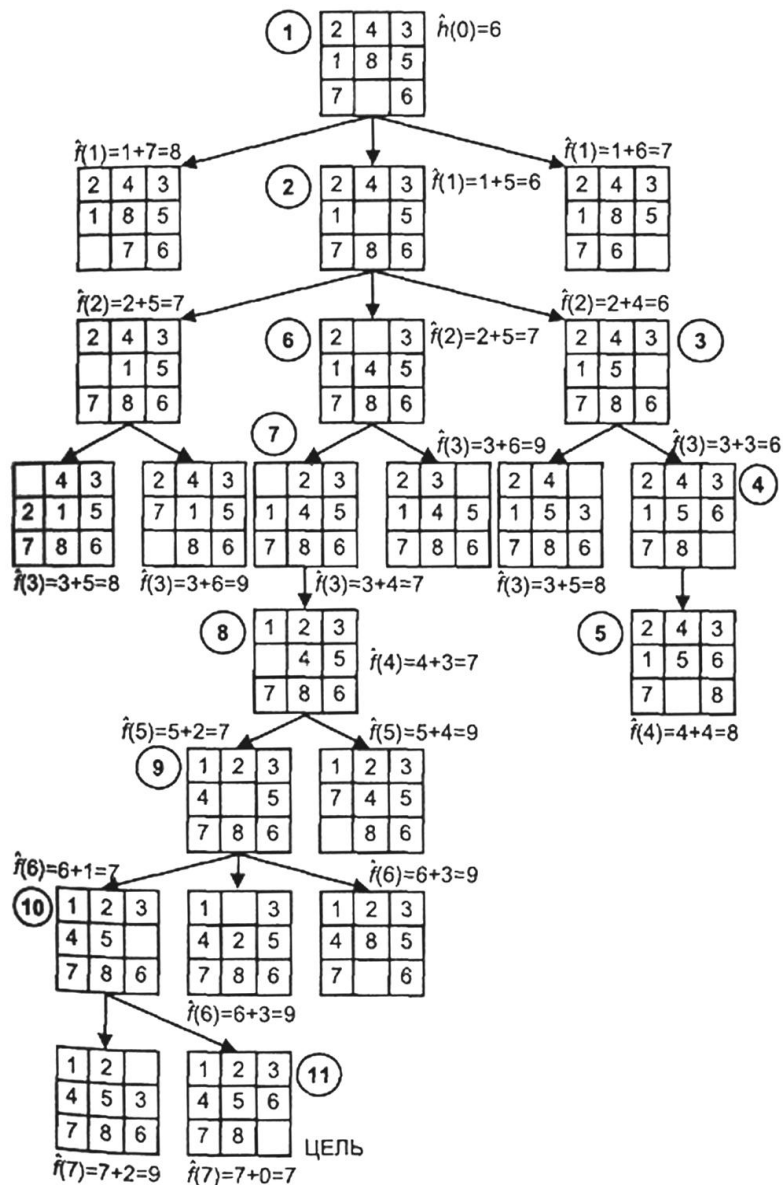 1
2 4 3 ĥ(0)=6
1 8 5
7 6
f̂(1)=1+7=8 f̂(1)=1+6=7
2 4 3 2 2 4 3 f̂(1)=1+5=6 2 4 3
1 8 5 1 5 1 8 5
7 6 7 8 6 7 6
f̂(2)=2+5=7 f̂(2)=2+4=6
2 4 3 6 2 3 f̂(2)=2+5=7 2 4 3 3
1 5 1 4 5 1 5
7 8 6 7 8 6 7 8 6
7 f̂(3)=3+6=9 f̂(3)=3+3=6
4 3 2 4 3 2 3 2 3 2 4 2 4 3 4
2 1 5 7 1 5 1 4 5 1 4 5 1 5 3 1 5 6
7 8 6 8 6 7 8 6 7 8 6 7 8 6 7 8
f̂(3)=3+5=8 f̂(3)=3+6=9 f̂(3)=3+4=7 f̂(3)=3+5=8
8 1 2 3 5 2 4 3
4 5 f̂(4)=4+3=7 1 5 6
7 8 6 7 8
f̂(4)=4+4=8
f̂(5)=5+2=7 f̂(5)=5+4=9
9 1 2 3 1 2 3
4 5 7 4 5
7 8 6 8 6
f̂(6)=6+1=7 f̂(6)=6+3=9
10 1 2 3 1 3 1 2 3
4 5 4 2 5 4 8 5
7 8 6 7 8 6 7 6
f̂(6)=6+3=9
1 2 1 2 3 11
4 5 3 4 5 6
7 8 6 7 8 ЦЕЛЬ
f̂(7)=7+2=9 f̂(7)=7+0=7